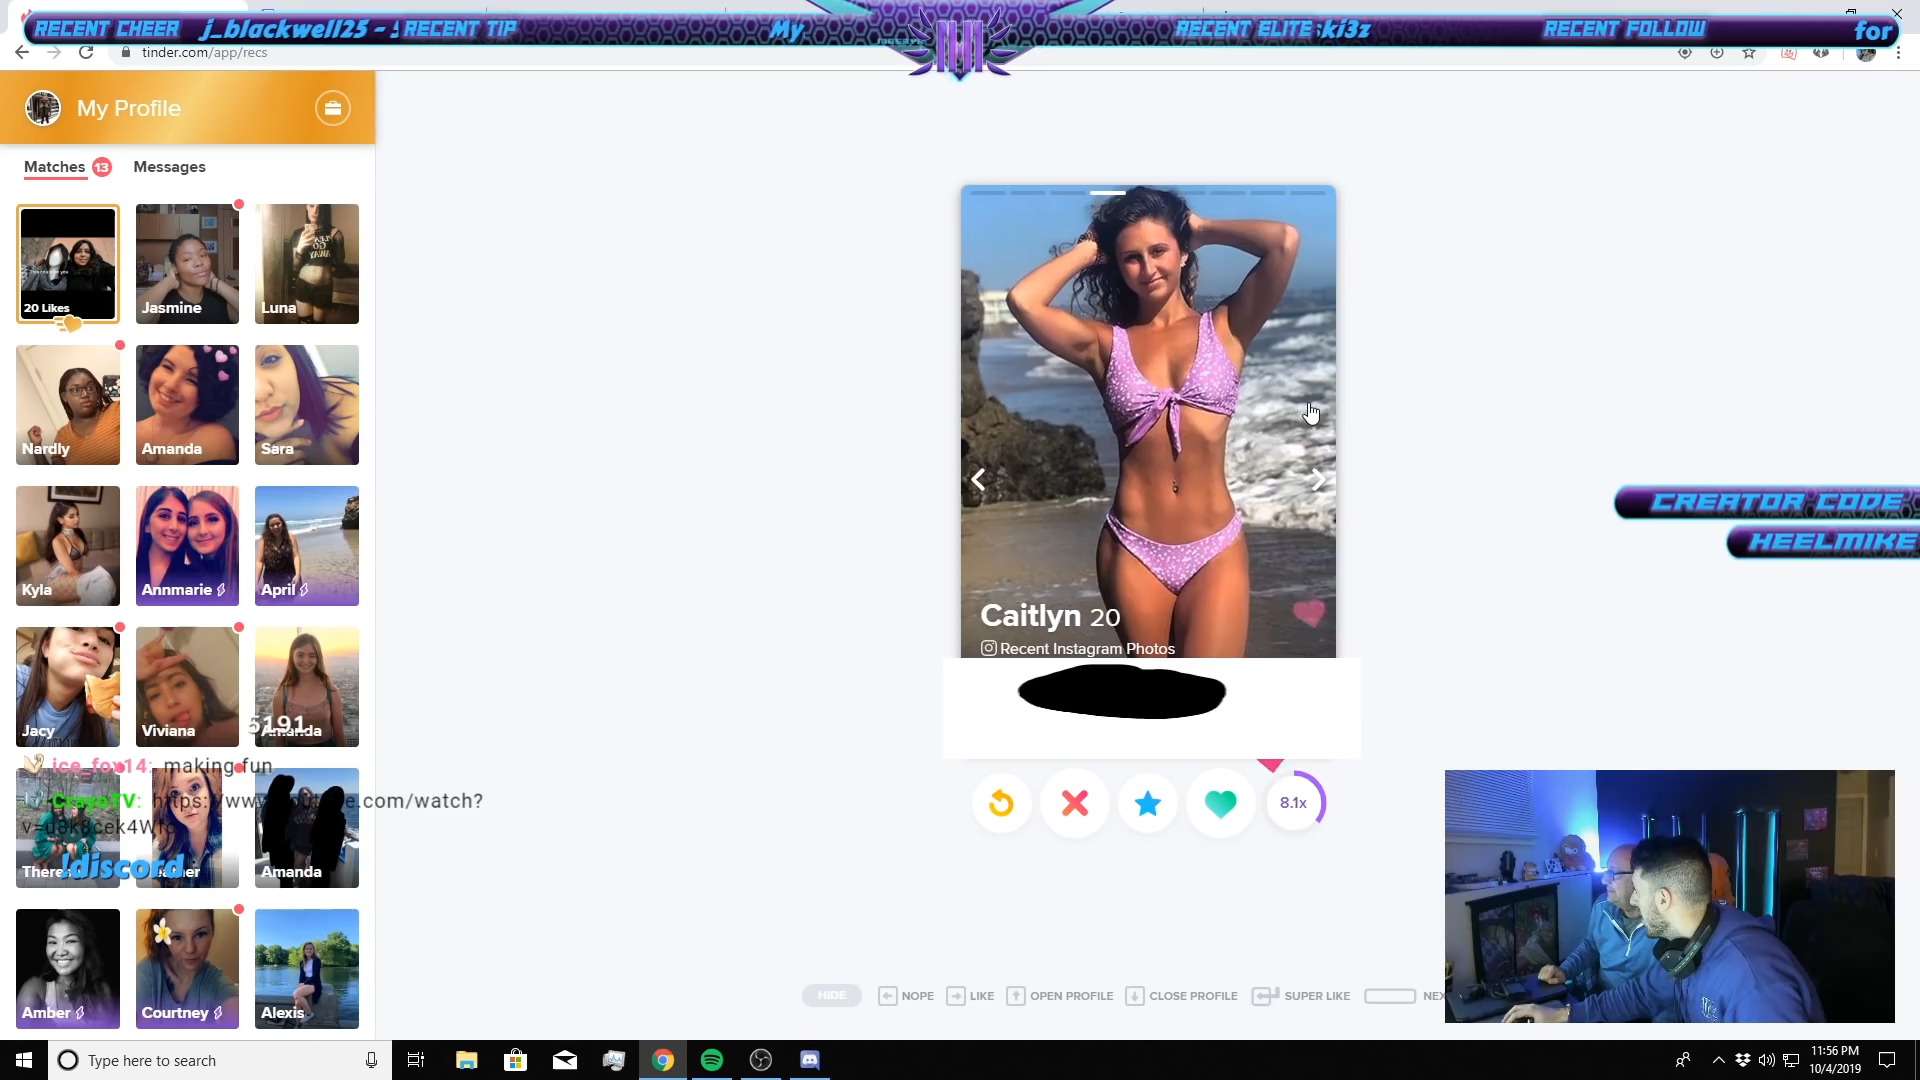 RECENT CHEER j_blackwell25 - RECENT TIP My RECENT ELITE ki3z RECENT FOLLOW for
tinder.com/app/recs
My Profile
Matches 13 Messages
20 Likes
Jasmine
Luna
Nardly
Amanda
Sara
Kyla
Annmarie
April
Jacy
Viviana
Amanda
5191
ice_fox14: making fun
CrayoTV:
!discord
Amanda
Amber
Courtney
Alexis
Caitlyn 20
Recent Instagram Photos
8.1x
HIDE NOPE LIKE OPEN PROFILE CLOSE PROFILE SUPER LIKE
CREATOR CODE
HEELMIKE
Type here to search
11:56 PM
10/4/2019